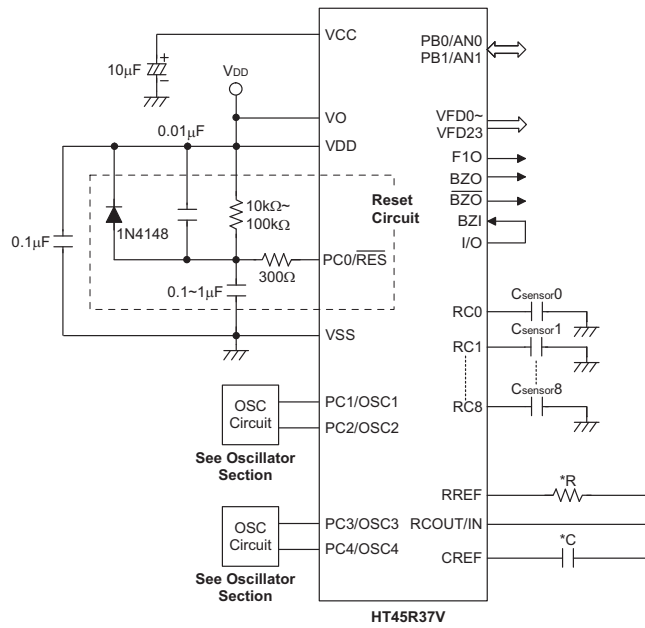 VCC
PB0/AN0
PB1/AN1
10μF
+
−
VDD
VO
VFD0~
VFD23
0.01μF
VDD
F1O
BZO
BZO
BZI
I/O
Reset
Circuit
10kΩ~
100kΩ
1N4148
0.1μF
300Ω
PC0/RES
0.1~1μF
VSS
RC0
Csensor0
RC1
Csensor1
RC8
Csensor8
OSC
Circuit
PC1/OSC1
PC2/OSC2
See Oscillator
Section
RREF
*R
RCOUT/IN
CREF
*C
OSC
Circuit
PC3/OSC3
PC4/OSC4
See Oscillator
Section
HT45R37V